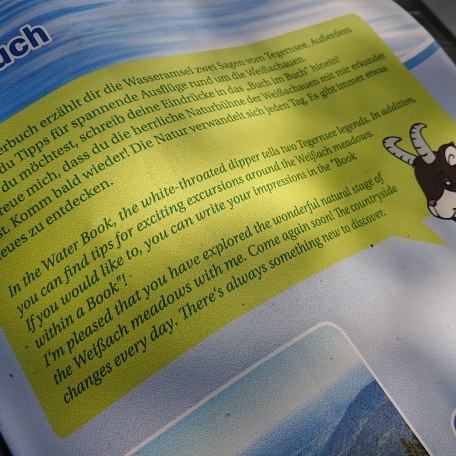 uch
rbuch erzählt dir die Wasseramsel zwei Sagen vom Tegernsee. Außerdem
du Tipps für spannende Ausflüge rund um die Weißachauen.
du möchtest, schreib deine Eindrücke in das „Buch im Buch" hinein!
reue mich, dass du die herrliche Naturbühne der Weißachauen mit mir erkundet
st. Komm bald wieder! Die Natur verwandelt sich jeden Tag. Es gibt immer etwas
eues zu entdecken.
In the Water Book, the white-throated dipper tells two Tegernsee legends. In addition,
you can find tips for exciting excursions around the Weißach meadows.
If you would like to, you can write your impressions in the "Book
within a Book"!
I'm pleased that you have explored the wonderful natural stage of
the Weißach meadows with me. Come again soon! The countryside
changes every day. There's always something new to discover.